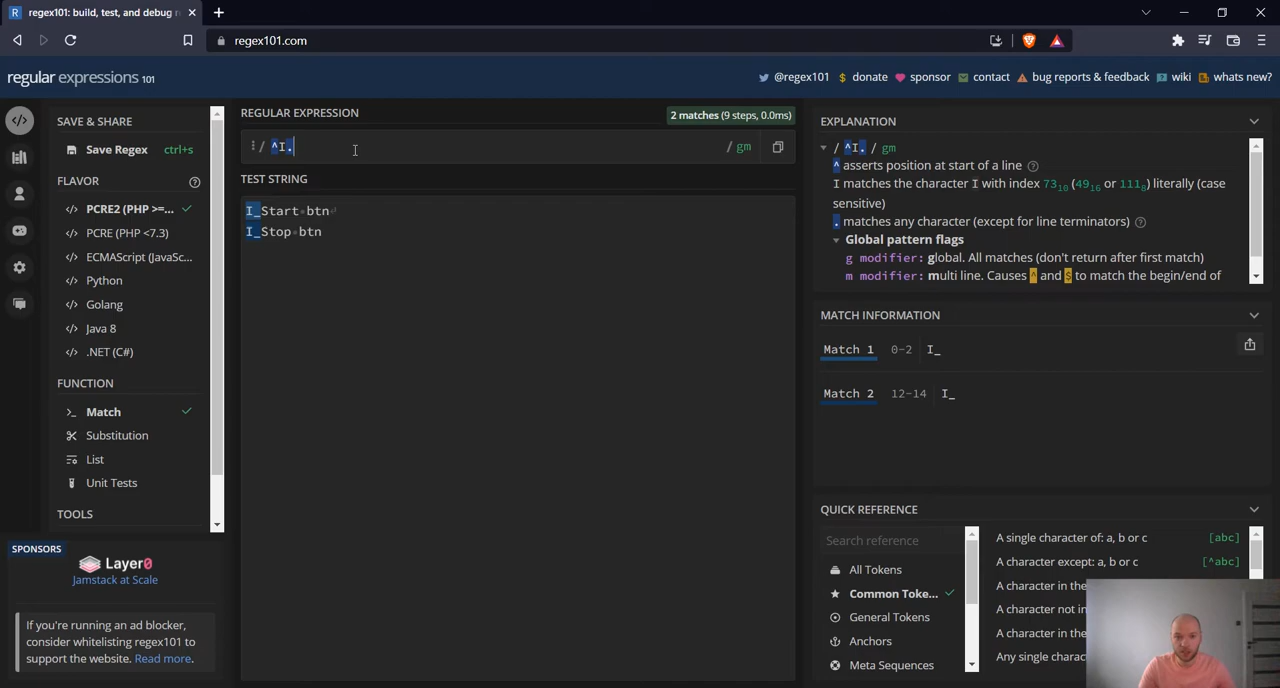 R regex101: build, test, and debug r
regex101.com
regular expressions 101
@regex101 $ donate sponsor contact bug reports & feedback wiki whats new?
SAVE & SHARE
Save Regex ctrl+s
FLAVOR
</> PCRE2 (PHP >=...
</> PCRE (PHP <7.3)
</> ECMAScript (JavaSc...
</> Python
</> Golang
</> Java 8
</> .NET (C#)
FUNCTION
>_ Match
Substitution
List
Unit Tests
TOOLS
SPONSORS
Layer0
Jamstack at Scale
If you're running an ad blocker,
consider whitelisting regex101 to
support the website. Read more.
REGULAR EXPRESSION
2 matches (9 steps, 0.0ms)
/ ^I. / gm
TEST STRING
I_Start·btn↵
I_Stop·btn
EXPLANATION
/ ^I. / gm
^ asserts position at start of a line
I matches the character I with index 73₁₀ (49₁₆ or 111₈) literally (case
sensitive)
. matches any character (except for line terminators)
Global pattern flags
g modifier: global. All matches (don't return after first match)
m modifier: multi line. Causes ^ and $ to match the begin/end of
MATCH INFORMATION
Match 1 0-2 I_
Match 2 12-14 I_
QUICK REFERENCE
Search reference
All Tokens
Common Toke...
General Tokens
Anchors
Meta Sequences
A single character of: a, b or c [abc]
A character except: a, b or c [^abc]
A character in the
A character not in
A character in the
Any single charac